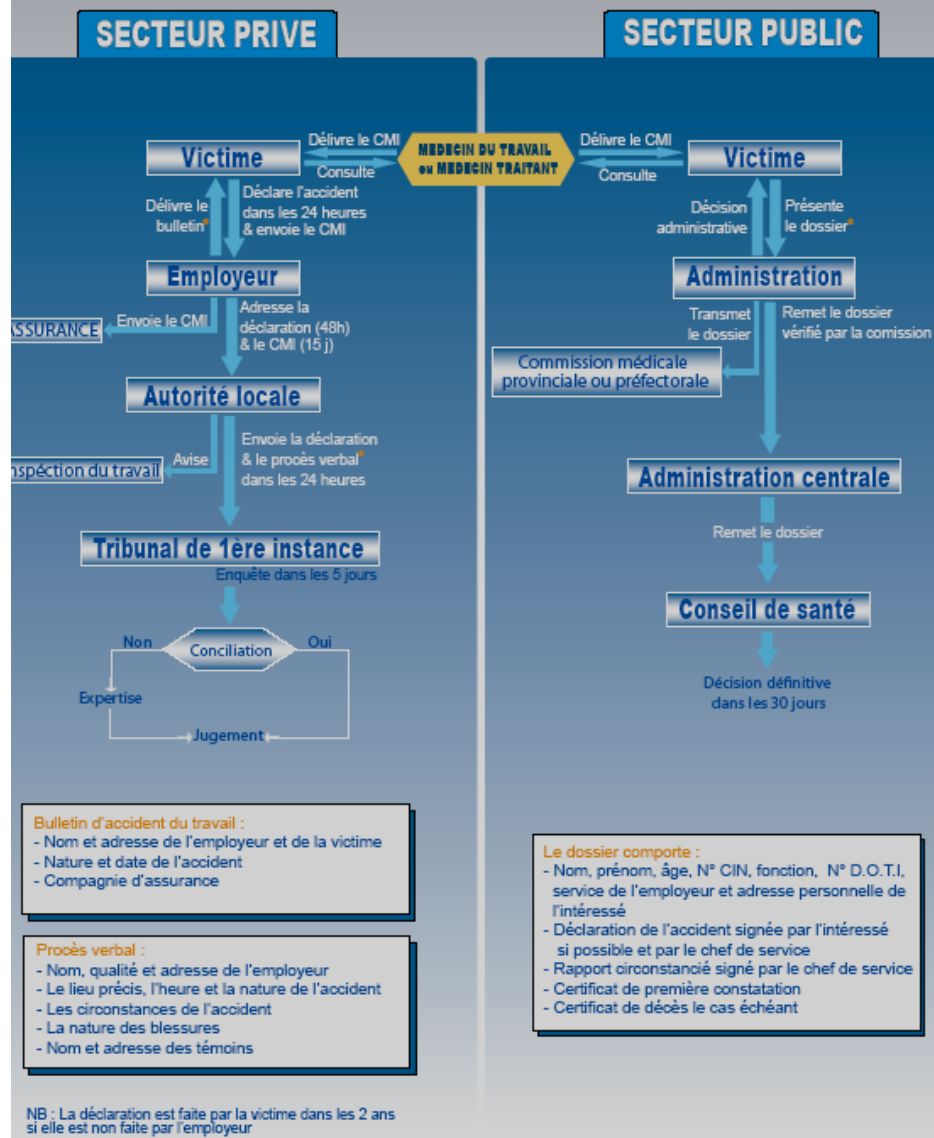 SECTEUR PRIVE
MEDECIN DU TRAVAIL
ou MEDECIN TRAITANT
Délivre le CMI
Consulte
Victime
Délivre le
bulletin*
Déclare l'accident
dans les 24 heures
& envoie le CMI
Employeur
Envoie le CMI
ASSURANCE
Adresse la
déclaration (48h)
& le CMI (15 j)
Autorité locale
Avise
nspéction du travail
Envoie la déclaration
& le procès verbal*
dans les 24 heures
Tribunal de 1ère instance
Enquête dans les 5 jours
Non
Conciliation
Oui
Expertise
Jugement
Bulletin d'accident du travail :
- Nom et adresse de l'employeur et de la victime
- Nature et date de l'accident
- Compagnie d'assurance
Procès verbal :
- Nom, qualité et adresse de l'employeur
- Le lieu précis, l'heure et la nature de l'accident
- Les circonstances de l'accident
- La nature des blessures
- Nom et adresse des témoins
NB : La déclaration est faite par la victime dans les 2 ans
si elle est non faite par l'employeur
SECTEUR PUBLIC
Délivre le CMI
Consulte
Victime
Décision
administrative
Présente
le dossier*
Administration
Transmet
le dossier
Remet le dossier
vérifié par la comission
Commission médicale
provinciale ou préfectorale
Administration centrale
Remet le dossier
Conseil de santé
Décision définitive
dans les 30 jours
Le dossier comporte :
- Nom, prénom, âge, N° CIN, fonction, N° D.O.T.I,
service de l'employeur et adresse personnelle de
l'intéressé
- Déclaration de l'accident signée par l'intéressé
si possible et par le chef de service
- Rapport circonstancié signé par le chef de service
- Certificat de première constatation
- Certificat de décès le cas échéant